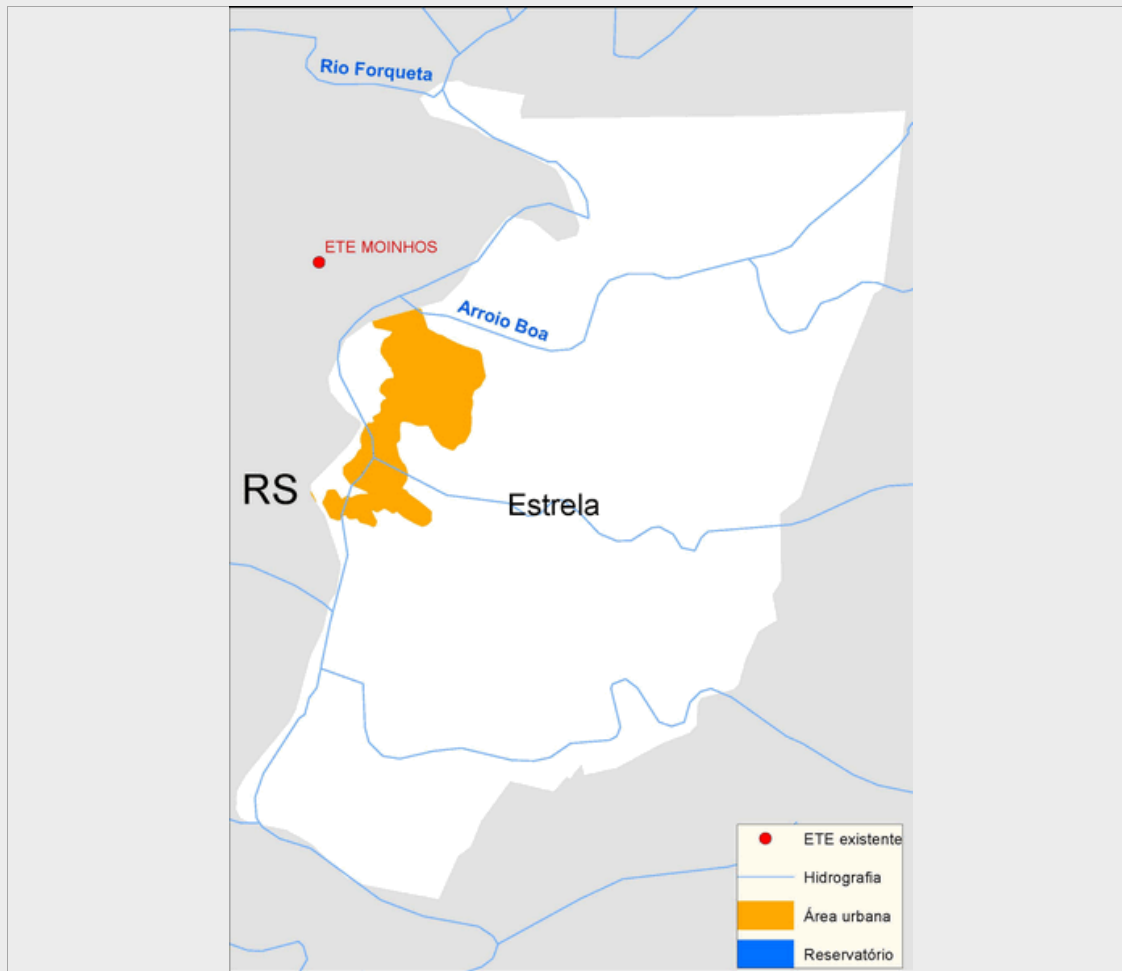 Rio Forqueta
ETE MOINHOS
Arroio Boa
RS
Estrela
ETE existente
Hidrografia
Área urbana
Reservatório